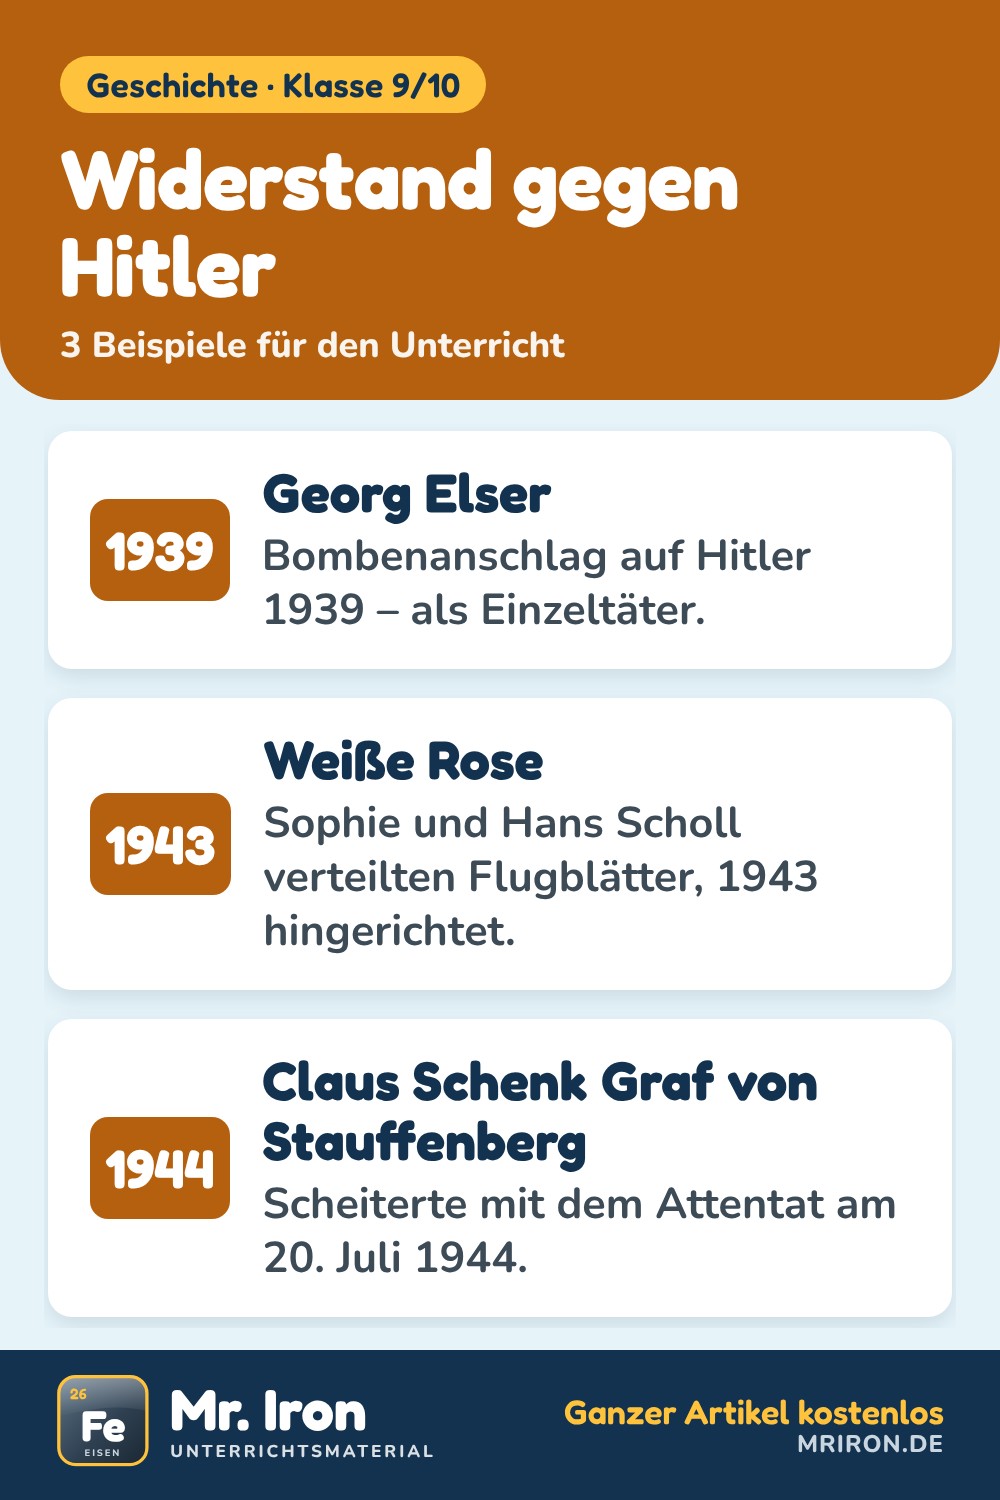 Geschichte · Klasse 9/10
Widerstand gegen
Hitler
3 Beispiele für den Unterricht
1939
Georg Elser
Bombenanschlag auf Hitler
1939 – als Einzeltäter.
1943
Weiße Rose
Sophie und Hans Scholl
verteilten Flugblätter, 1943
hingerichtet.
1944
Claus Schenk Graf von
Stauffenberg
Scheiterte mit dem Attentat am
20. Juli 1944.
26
Fe
EISEN
Mr. Iron
UNTERRICHTSMATERIAL
Ganzer Artikel kostenlos
MRIRON.DE